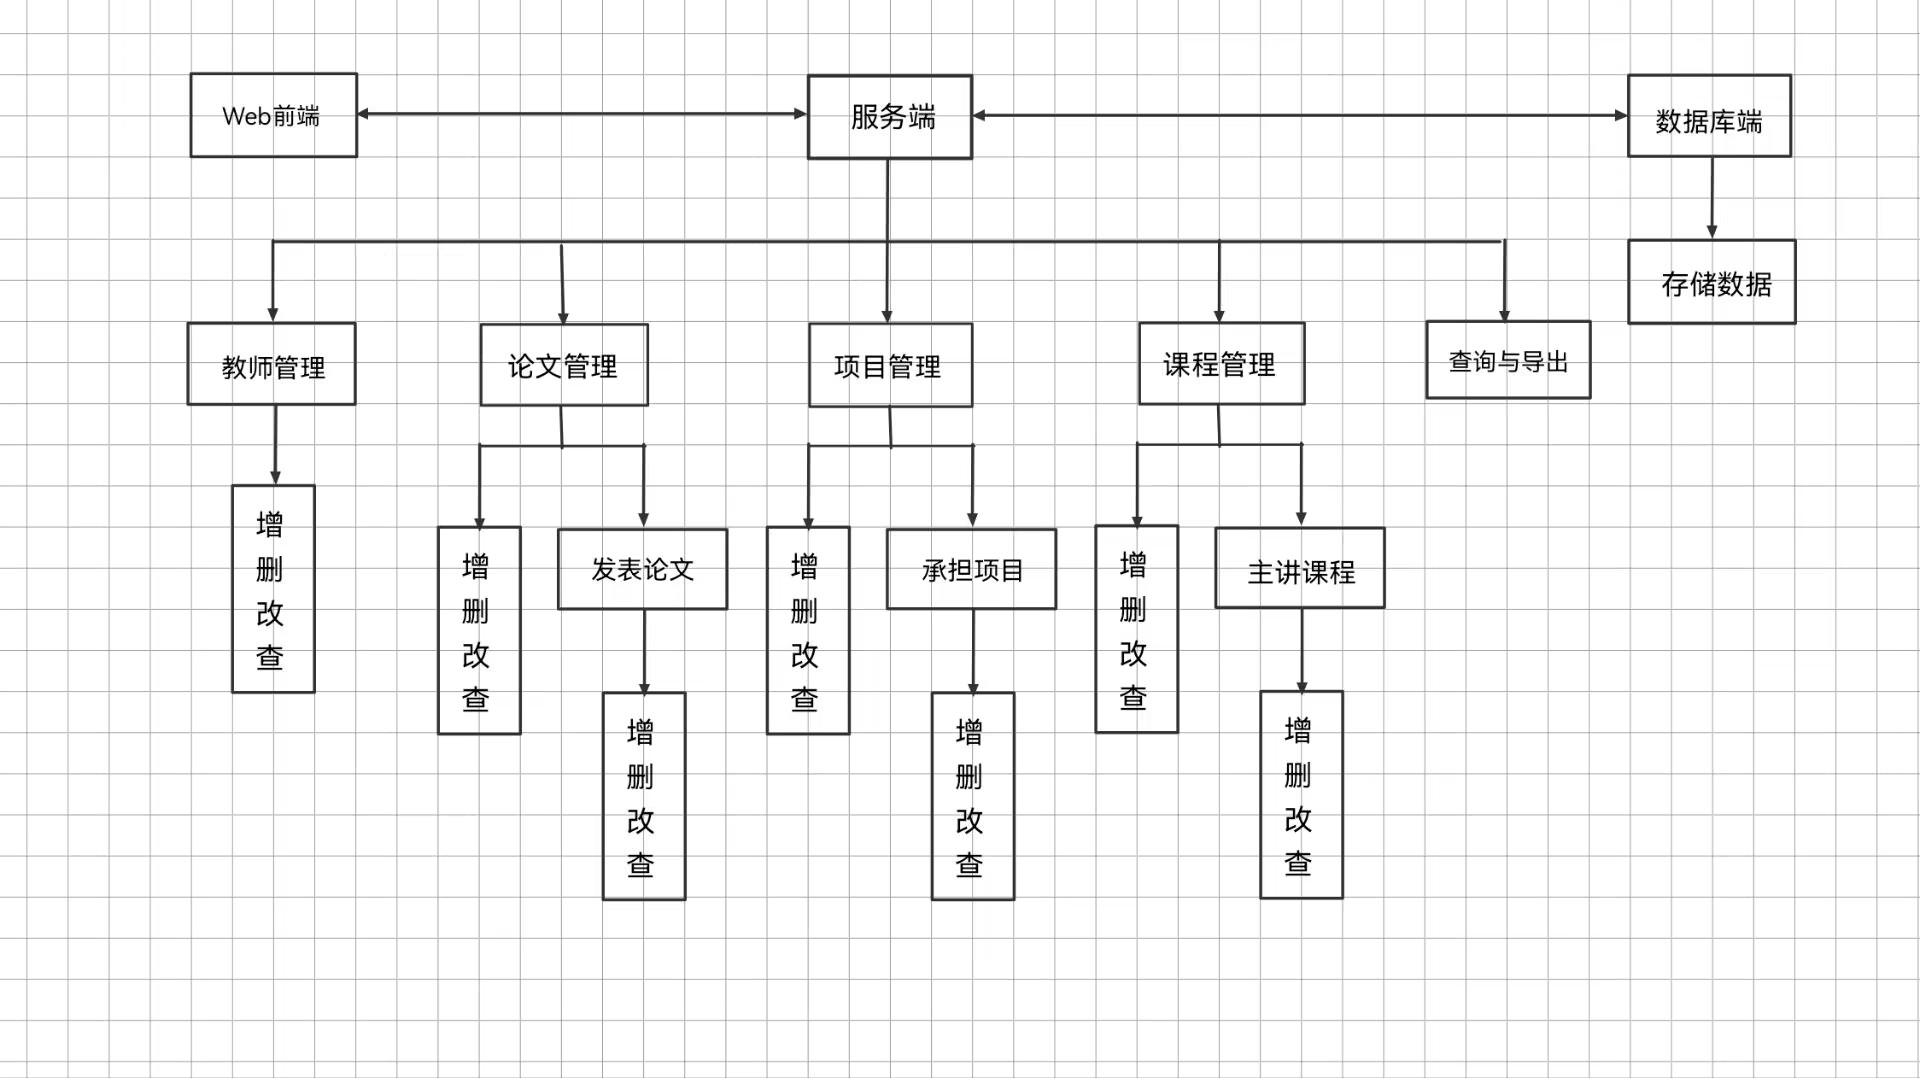 Web前端
服务端
数据库端
存储数据
教师管理
论文管理
项目管理
课程管理
查询与导出
增
删
改
查
增
删
改
查
发表论文
增
删
改
查
承担项目
增
删
改
查
主讲课程
增
删
改
查
增
删
改
查
增
删
改
查